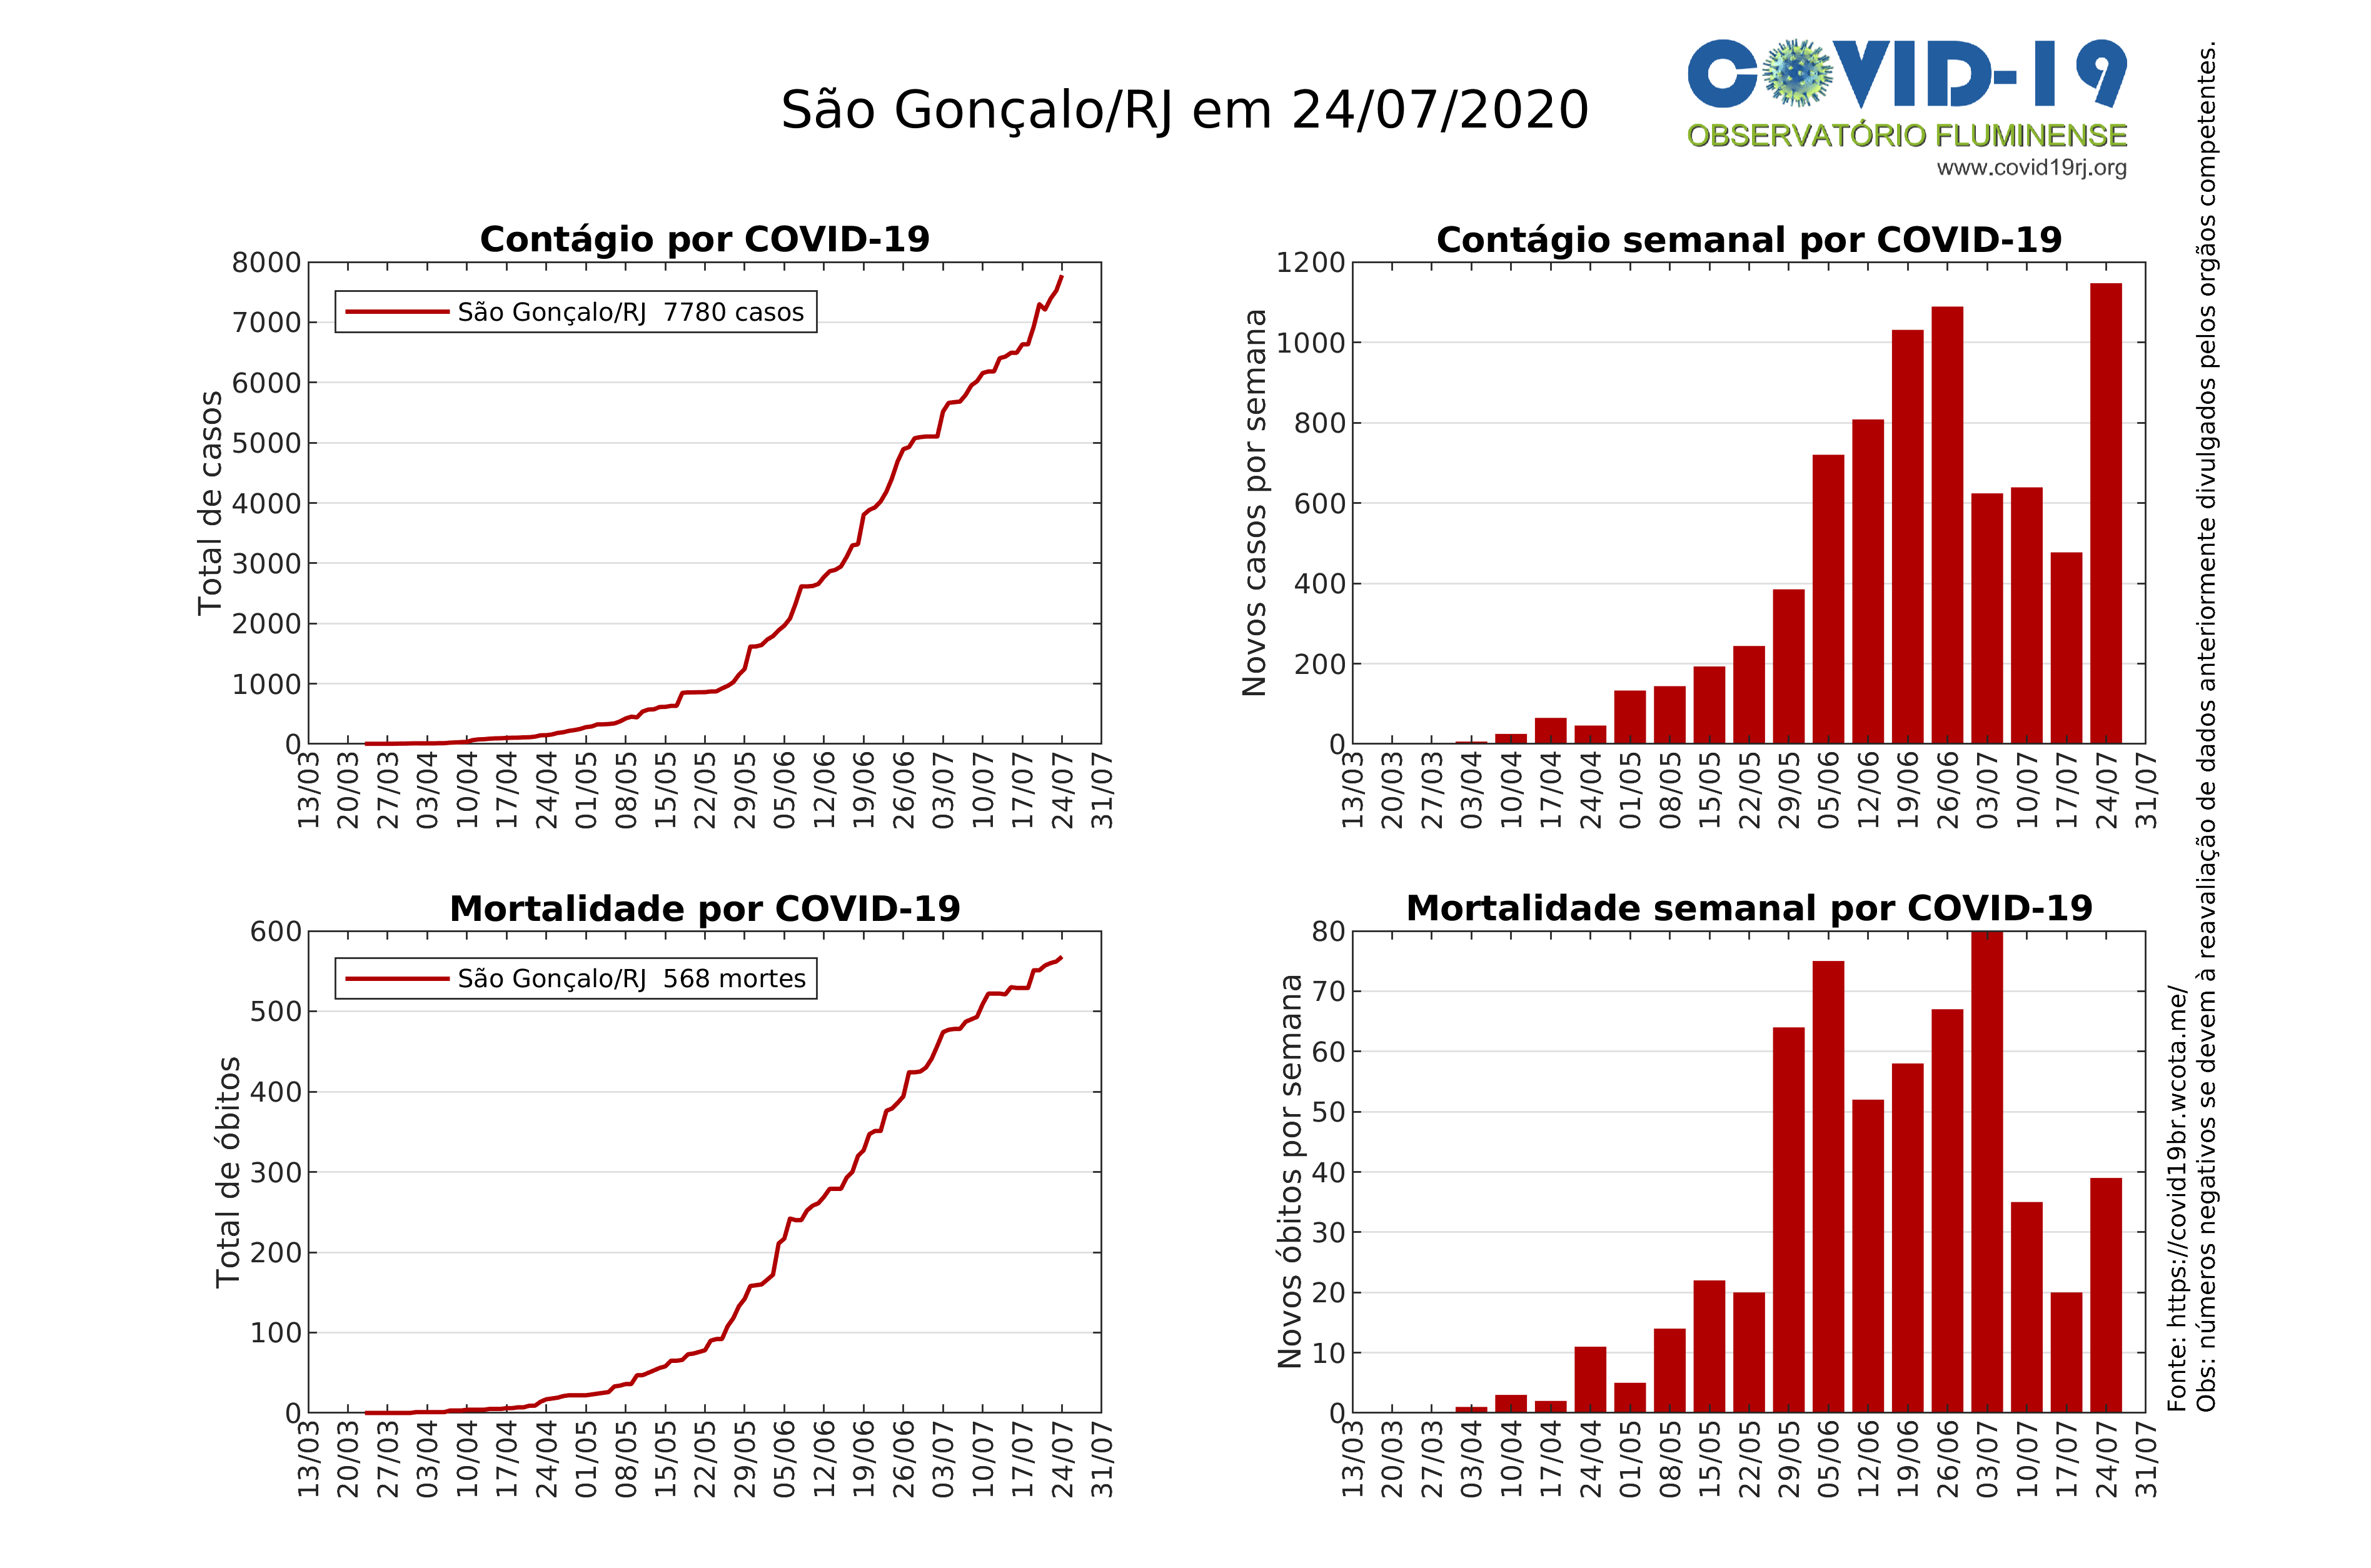 São Gonçalo/RJ em 24/07/2020
COVID-19
OBSERVATÓRIO FLUMINENSE
www.covid19rj.org
Contágio por COVID-19
Total de casos
8000
7000
6000
5000
4000
3000
2000
1000
0
São Gonçalo/RJ 7780 casos
13/03 20/03 27/03 03/04 10/04 17/04 24/04 01/05 08/05 15/05 22/05 29/05 05/06 12/06 19/06 26/06 03/07 10/07 17/07 24/07 31/07
Contágio semanal por COVID-19
Novos casos por semana
1200
1000
800
600
400
200
0
13/03 20/03 27/03 03/04 10/04 17/04 24/04 01/05 08/05 15/05 22/05 29/05 05/06 12/06 19/06 26/06 03/07 10/07 17/07 24/07 31/07
Mortalidade por COVID-19
Total de óbitos
600
500
400
300
200
100
0
São Gonçalo/RJ 568 mortes
13/03 20/03 27/03 03/04 10/04 17/04 24/04 01/05 08/05 15/05 22/05 29/05 05/06 12/06 19/06 26/06 03/07 10/07 17/07 24/07 31/07
Mortalidade semanal por COVID-19
Novos óbitos por semana
80
70
60
50
40
30
20
10
0
13/03 20/03 27/03 03/04 10/04 17/04 24/04 01/05 08/05 15/05 22/05 29/05 05/06 12/06 19/06 26/06 03/07 10/07 17/07 24/07 31/07
Fonte: https://covid19br.wcota.me/
Obs: números negativos se devem à reavaliação de dados anteriormente divulgados pelos orgãos competentes.